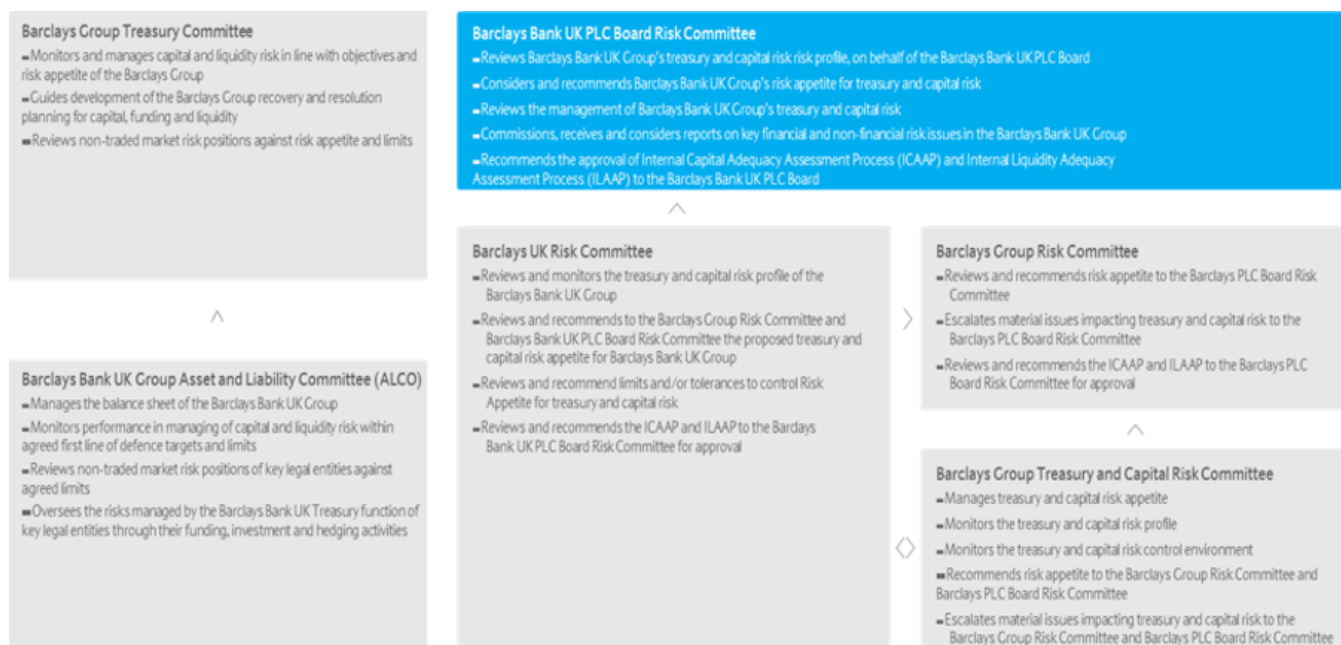 Barclays Group Treasury Committee
Monitors and manages capital and liquidity risk in line with objectives and
risk appetite of the Barclays Group
Guides development of the Barclays Group recovery and resolution
planning for capital, funding and liquidity
Reviews non-traded market risk positions against risk appetite and limits
Barclays Bank UK Group Asset and Liability Committee (ALCO)
Manages the balance sheet of the Barclays Bank UK Group
Monitors performance in managing of capital and liquidity risk within
agreed first line of defence targets and limits
Reviews non-traded market risk positions of key legal entities against
agreed limits
Oversees the risks managed by the Barclays Bank UK Treasury function of
key legal entities through their funding, investment and hedging activities
Barclays Bank UK PLC Board Risk Committee
Reviews Barclays Bank UK Group's treasury and capital risk risk profile, on behalf of the Barclays Bank UK PLC Board
Considers and recommends Barclays Bank UK Group's risk appetite for treasury and capital risk
Reviews the management of Barclays Bank UK Group's treasury and capital risk
Commissions, receives and considers reports on key financial and non-financial risk issues in the Barclays Bank UK Group
Recommends the approval of Internal Capital Adequacy Assessment Process (ICAAP) and Internal Liquidity Adequacy
Assessment Process (ILAAP) to the Barclays Bank UK PLC Board
Barclays UK Risk Committee
Reviews and monitors the treasury and capital risk profile of the
Barclays Bank UK Group
Reviews and recommends to the Barclays Group Risk Committee and
Barclays Bank UK PLC Board Risk Committee the proposed treasury and
capital risk appetite for Barclays Bank UK Group
Reviews and recommend limits and/or tolerances to control Risk
Appetite for treasury and capital risk
Reviews and recommends the ICAAP and ILAAP to the Barclays
Bank UK PLC Board Risk Committee for approval
Barclays Group Risk Committee
Reviews and recommends risk appetite to the Barclays PLC Board Risk
Committee
Escalates material issues impacting treasury and capital risk to the
Barclays PLC Board Risk Committee
Reviews and recommends the ICAAP and ILAAP to the Barclays PLC
Board Risk Committee for approval
Barclays Group Treasury and Capital Risk Committee
Manages treasury and capital risk appetite
Monitors the treasury and capital risk profile
Monitors the treasury and capital risk control environment
Recommends risk appetite to the Barclays Group Risk Committee and
Barclays PLC Board Risk Committee
Escalates material issues impacting treasury and capital risk to the
Barclays Group Risk Committee and Barclays PLC Board Risk Committee